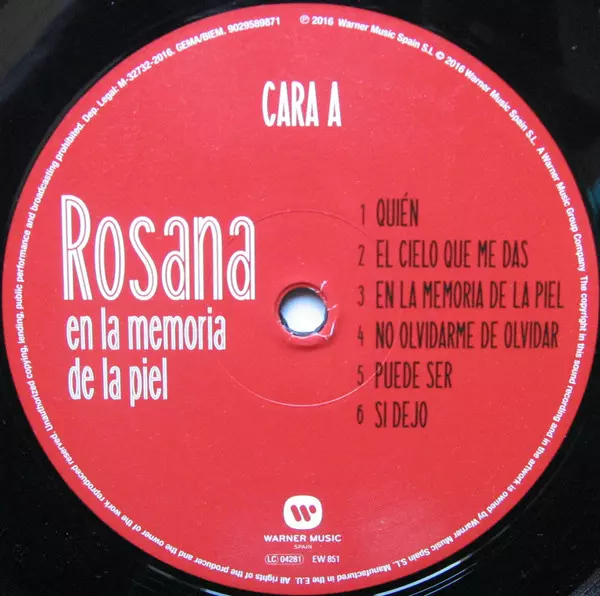 ℗ 2016 Warner Music Spain S.L. © 2016 Warner Music Spain S.L. A Warner Music Group Company. The copyright in this sound recording and in the artwork is owned by Warner Music Spain S.L. Manufactured in the E.U. All rights of the producer and the owner of the work reproduced reserved. Unauthorized copying, lending, public performance and broadcasting prohibited. Dep. Legal: M-32732-2016. GEMA/BIEM. 9029589871
CARA A
Rosana
en la memoria
de la piel
1 QUIÉN
2 EL CIELO QUE ME DAS
3 EN LA MEMORIA DE LA PIEL
4 NO OLVIDARME DE OLVIDAR
5 PUEDE SER
6 SI DEJO
WARNER MUSIC
SPAIN
LC 04281 EW 851